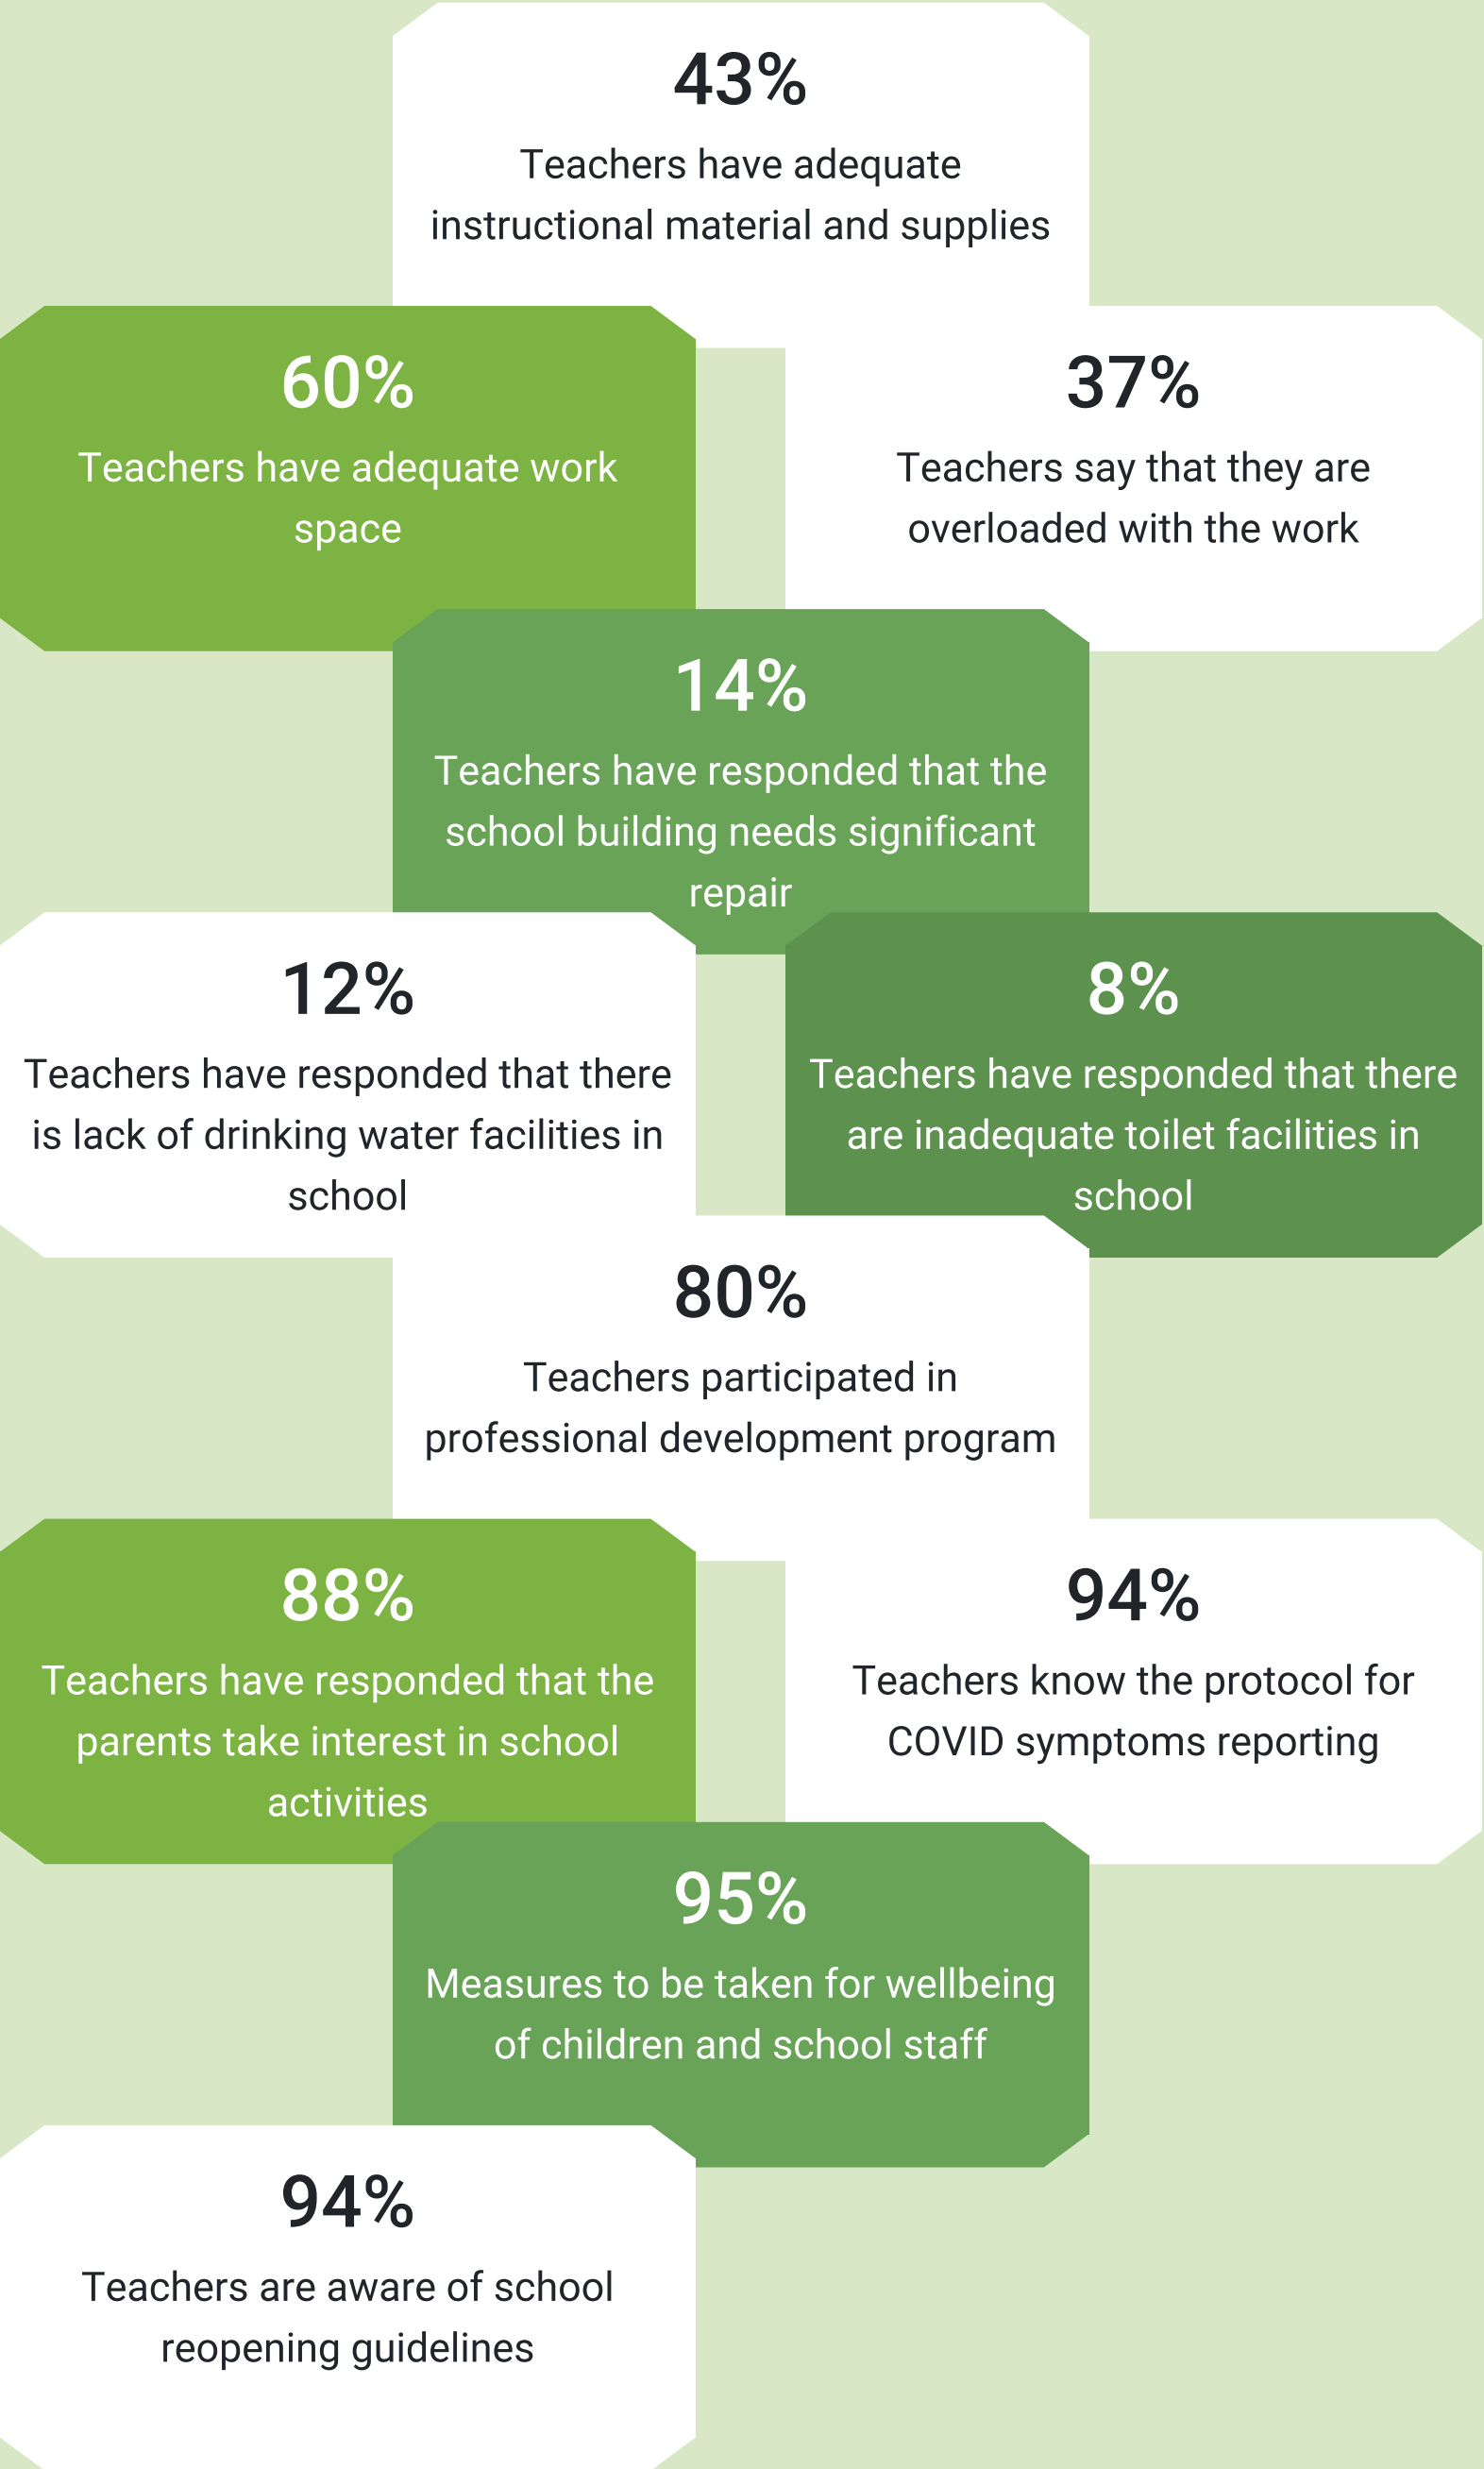 43%
Teachers have adequate
instructional material and supplies
60%
Teachers have adequate work
space
37%
Teachers say that they are
overloaded with the work
14%
Teachers have responded that the
school building needs significant
repair
12%
Teachers have responded that there
is lack of drinking water facilities in
school
8%
Teachers have responded that there
are inadequate toilet facilities in
school
80%
Teachers participated in
professional development program
88%
Teachers have responded that the
parents take interest in school
activities
94%
Teachers know the protocol for
COVID symptoms reporting
95%
Measures to be taken for wellbeing
of children and school staff
94%
Teachers are aware of school
reopening guidelines